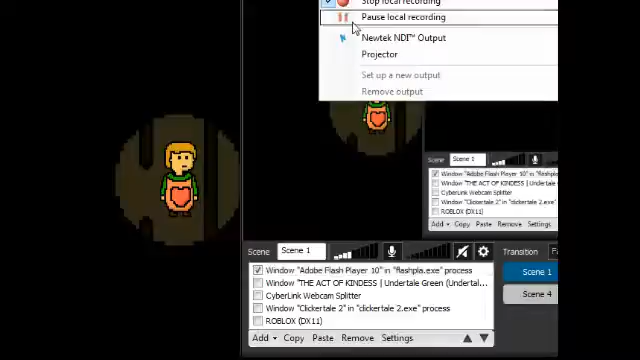 Stop local recording
Pause local recording
Newtek NDI™ Output
Projector
Set up a new output
Remove output
Scene Scene 1
Window "Adobe Flash Player 10" in "flashpla.e
Window "THE ACT OF KINDESS | Undertale
CyberLink Webcam Splitter
Window "Clickertale 2" in "clickertale 2.exe"
ROBLOX (DX11)
Add Copy Paste Remove Settings
Scene Scene 1 Transition
Window "Adobe Flash Player 10" in "flashpla.exe" process
Window "THE ACT OF KINDESS | Undertale Green (Undertal...
CyberLink Webcam Splitter
Window "Clickertale 2" in "clickertale 2.exe" process
ROBLOX (DX11)
Scene 1
Scene 4
Add Copy Paste Remove Settings